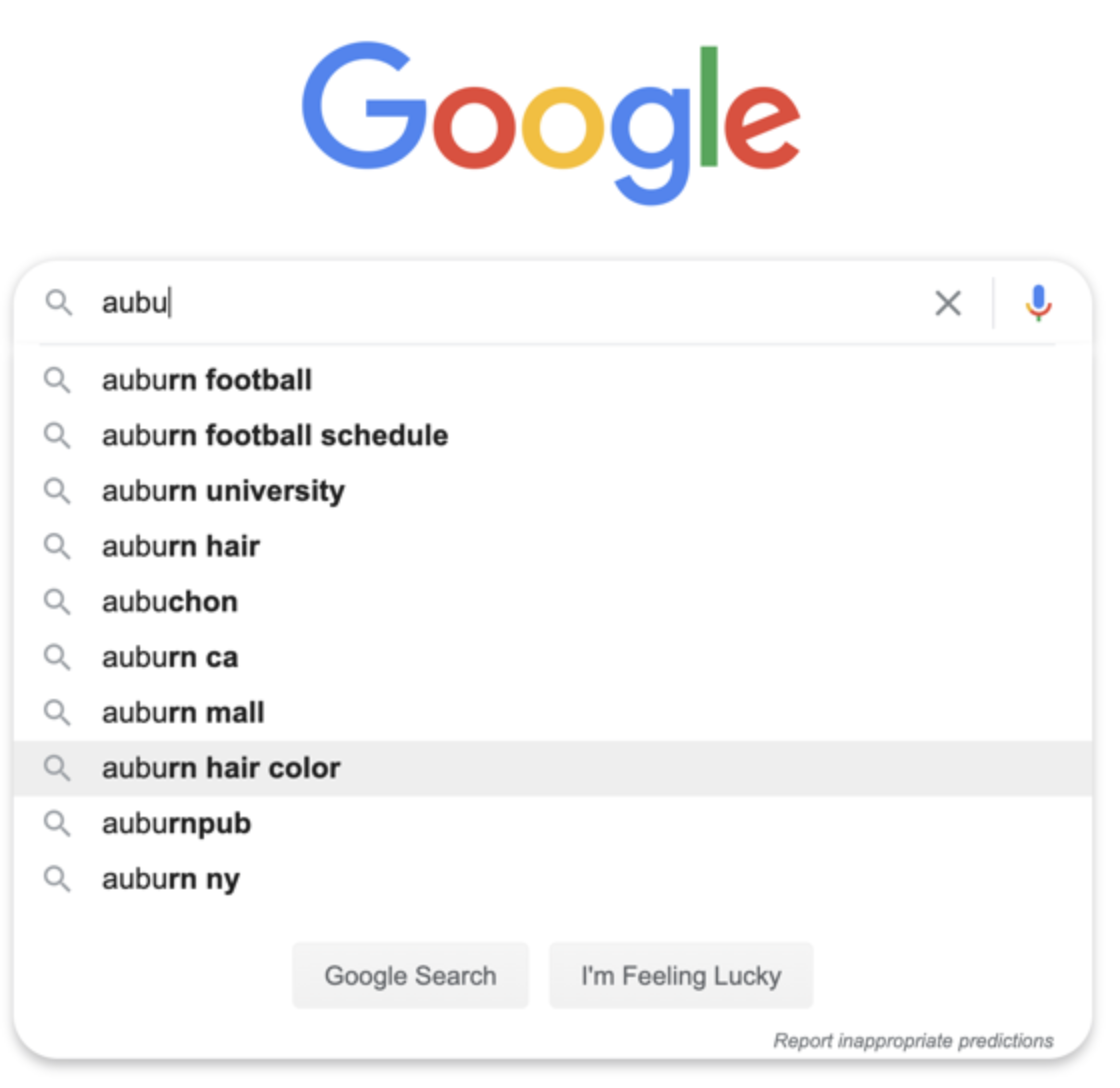 Google
aubu
auburn football
auburn football schedule
auburn university
auburn hair
aubuchon
auburn ca
auburn mall
auburn hair color
auburnpub
auburn ny
Google Search
I'm Feeling Lucky
Report inappropriate predictions